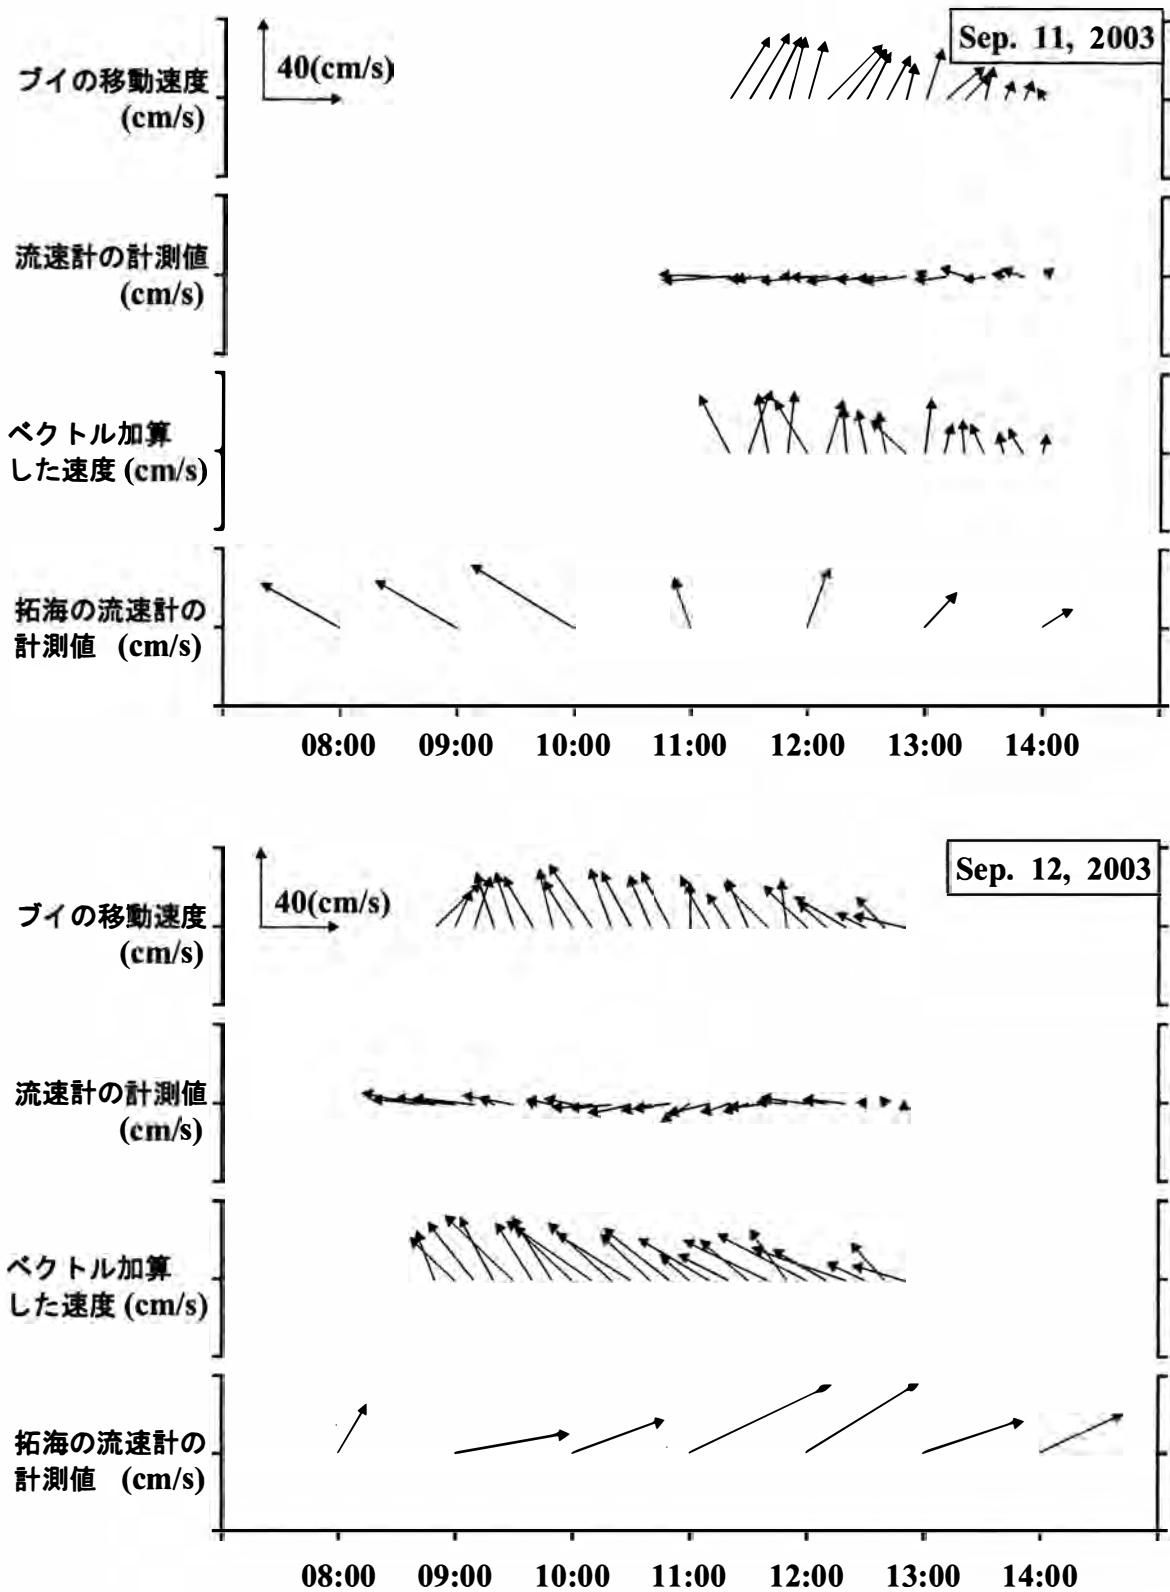 Sep. 11, 2003
40(cm/s)
ブイの移動速度
(cm/s)
流速計の計測値
(cm/s)
ベクトル加算
した速度 (cm/s)
拓海の流速計の
計測値 (cm/s)
08:00 09:00 10:00 11:00 12:00 13:00 14:00
Sep. 12, 2003
40(cm/s)
ブイの移動速度
(cm/s)
流速計の計測値
(cm/s)
ベクトル加算
した速度 (cm/s)
拓海の流速計の
計測値 (cm/s)
08:00 09:00 10:00 11:00 12:00 13:00 14:00